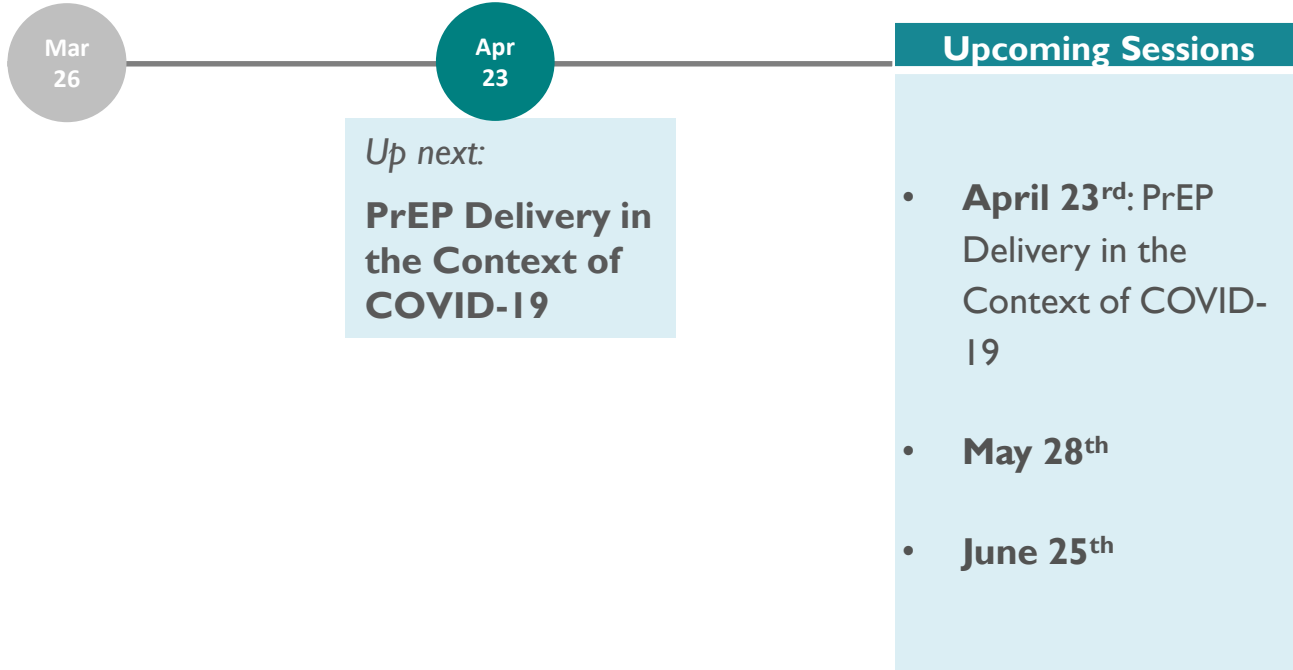 Mar
26
Apr
23
Up next:
PrEP Delivery in
the Context of
COVID-19
Upcoming Sessions
• April 23rd: PrEP
Delivery in the
Context of COVID-
19
• May 28th
• June 25th